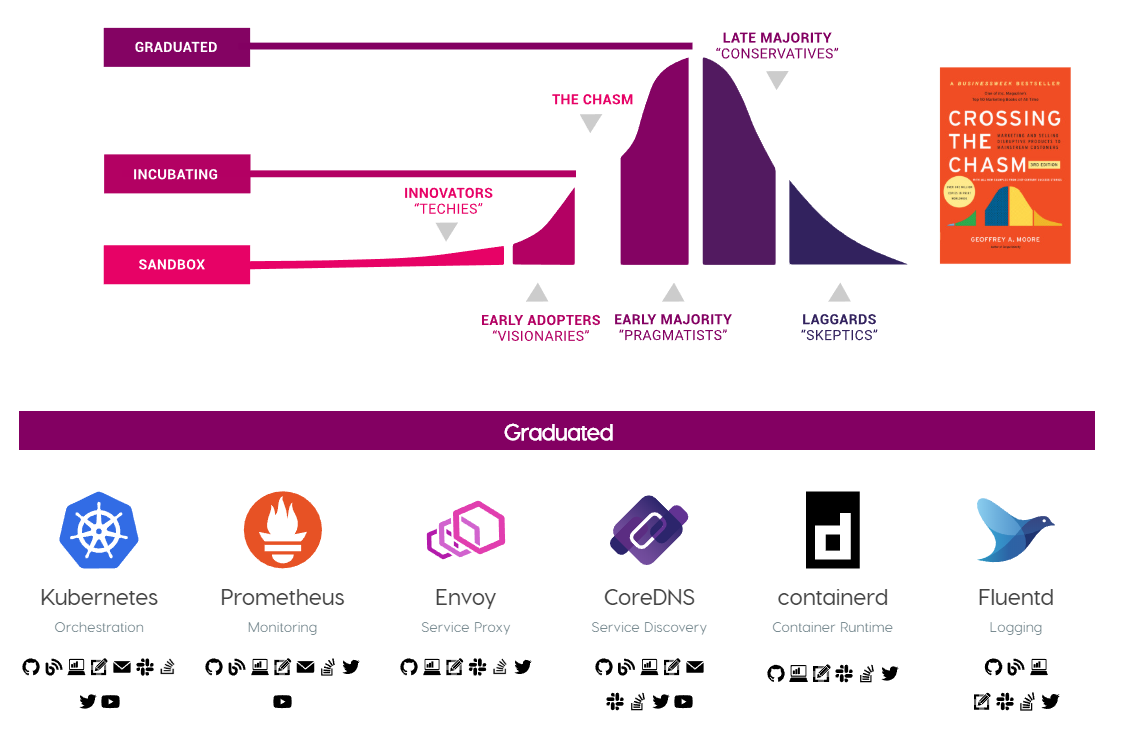 GRADUATED
LATE MAJORITY
“CONSERVATIVES”
THE CHASM
INCUBATING
INNOVATORS
“TECHIES”
SANDBOX
EARLY ADOPTERS
“VISIONARIES”
EARLY MAJORITY
“PRAGMATISTS”
LAGGARDS
“SKEPTICS”
A BUSINESSWEEK BESTSELLER
CROSSING
THE
MARKETING AND SELLING
DISRUPTIVE PRODUCTS TO
MAINSTREAM CUSTOMERS
CHASM
3RD EDITION
GEOFFREY A. MOORE
Graduated
Kubernetes
Orchestration
Prometheus
Monitoring
Envoy
Service Proxy
CoreDNS
Service Discovery
d
containerd
Container Runtime
Fluentd
Logging